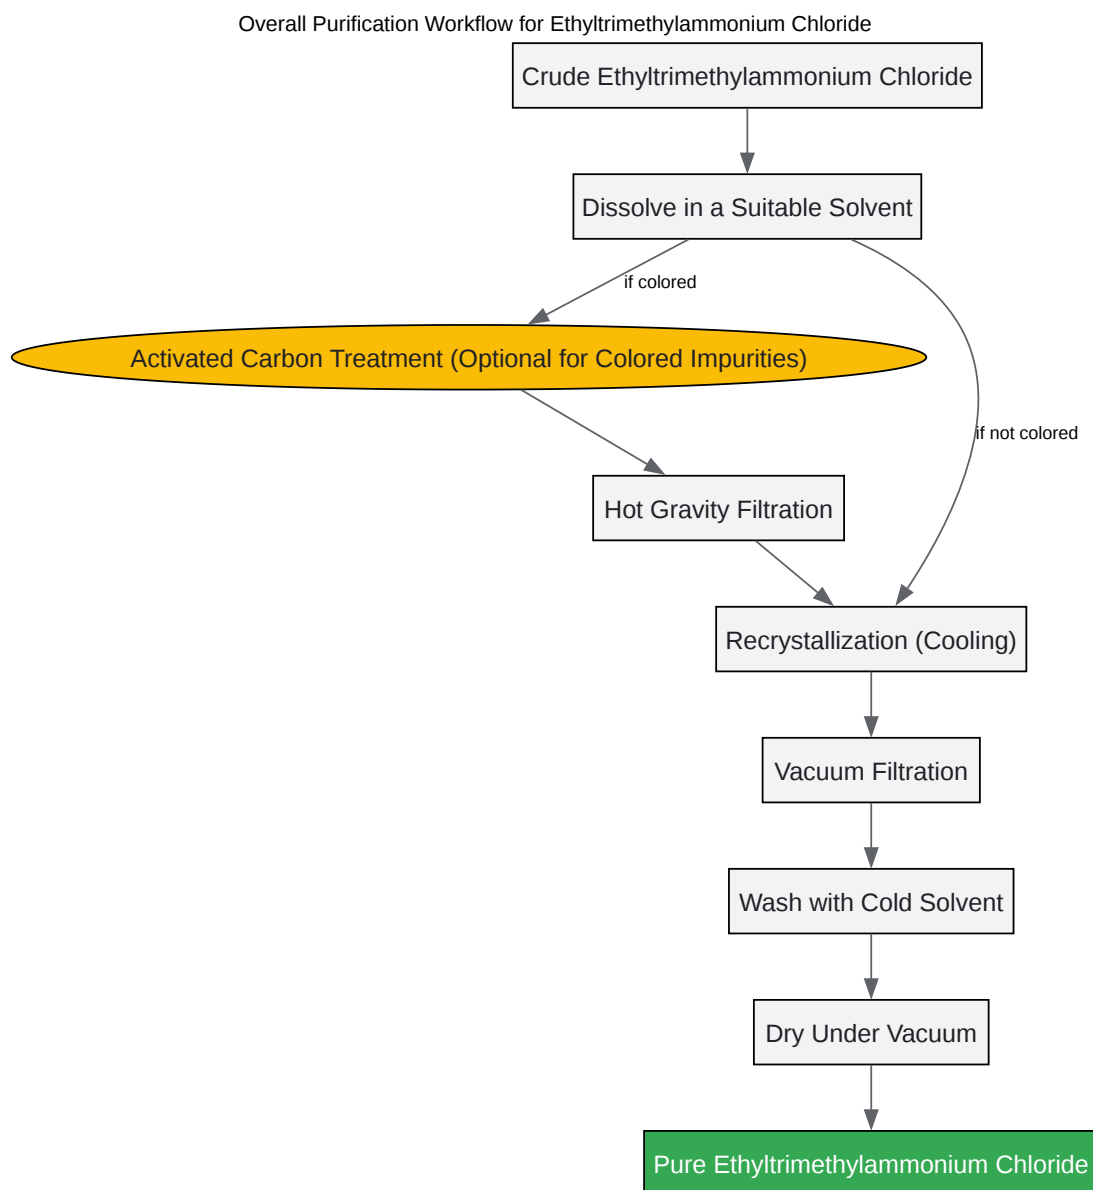 Overall Purification Workflow for Ethyltrimethylammonium Chloride
Crude Ethyltrimethylammonium Chloride
Dissolve in a Suitable Solvent
if colored
Activated Carbon Treatment (Optional for Colored Impurities)
if not colored
Hot Gravity Filtration
Recrystallization (Cooling)
Vacuum Filtration
Wash with Cold Solvent
Dry Under Vacuum
Pure Ethyltrimethylammonium Chloride